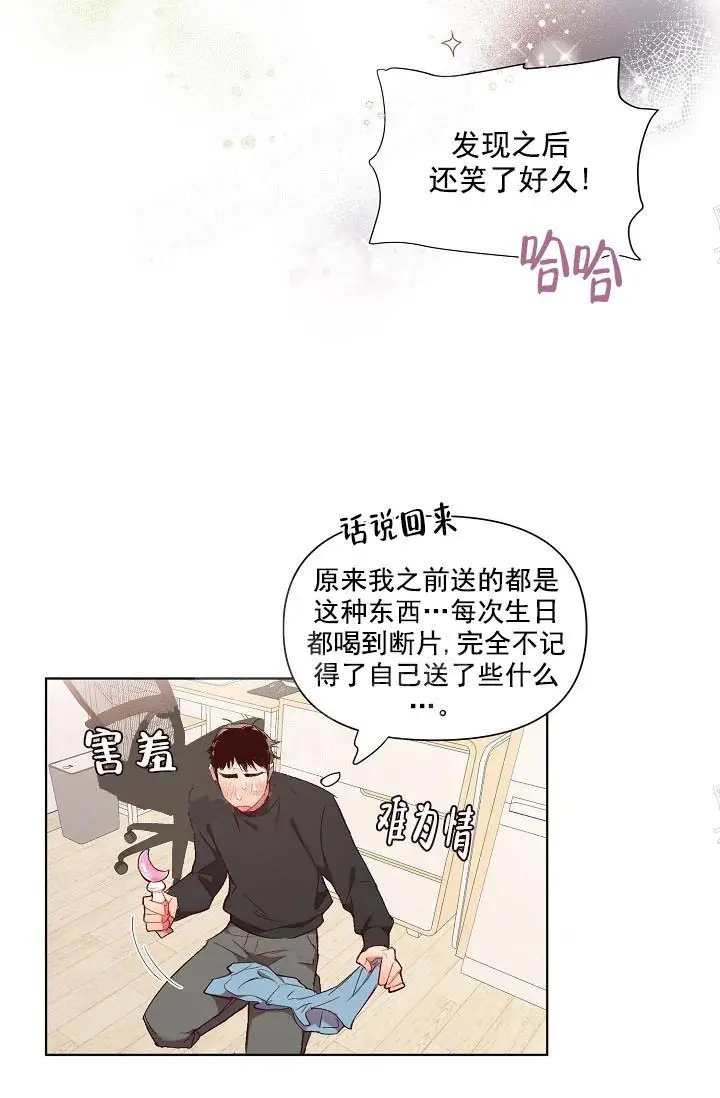 发现之后
还笑了好久!
哈哈
话说回来
原来我之前送的都是
这种东西…每次生日
都喝到断片,完全不记
得了自己送了些什么
…。
害羞
难为情